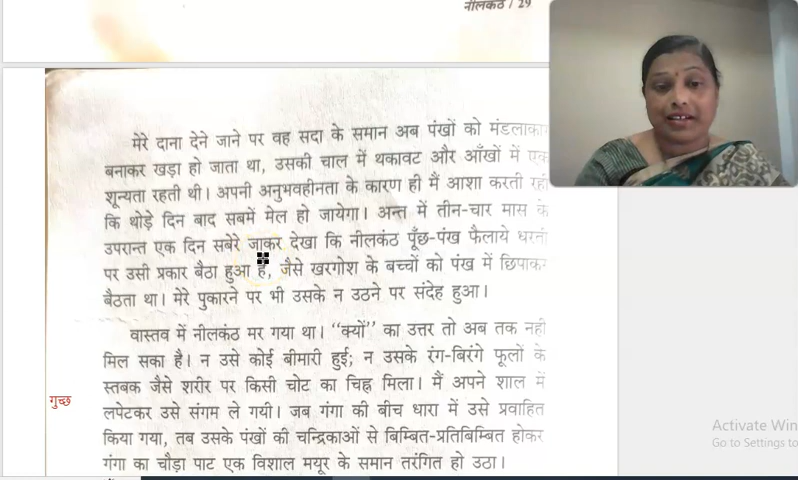 नीलकंठ / 29
मेरे दाना देने जाने पर वह सदा के समान अब पंखों को मंडलाकार
बनाकर खड़ा हो जाता था, उसकी चाल में थकावट और आँखों में एक
शून्यता रहती थी। अपनी अनुभवहीनता के कारण ही मैं आशा करती रही
कि थोड़े दिन बाद सबमें मेल हो जायेगा। अन्त में तीन-चार मास के
उपरान्त एक दिन सबेरे जाकर देखा कि नीलकंठ पूँछ-पंख फैलाये धरती
पर उसी प्रकार बैठा हुआ है, जैसे खरगोश के बच्चों को पंख में छिपाकर
बैठता था। मेरे पुकारने पर भी उसके न उठने पर संदेह हुआ।
वास्तव में नीलकंठ मर गया था। "क्यों" का उत्तर तो अब तक नही
मिल सका है। न उसे कोई बीमारी हुई; न उसके रंग-बिरंगे फूलों के
स्तबक जैसे शरीर पर किसी चोट का चिह्न मिला। मैं अपने शाल में
गुच्छ
लपेटकर उसे संगम ले गयी। जब गंगा की बीच धारा में उसे प्रवाहित
किया गया, तब उसके पंखों की चन्द्रिकाओं से बिम्बित-प्रतिबिम्बित होकर
गंगा का चौड़ा पाट एक विशाल मयूर के समान तरंगित हो उठा।
Activate Win
Go to Settings to